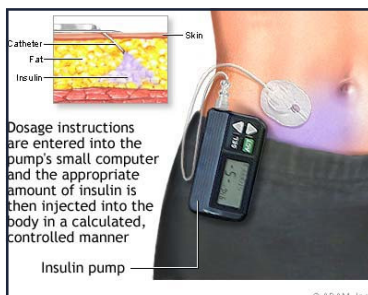 Skin
Catheter
Fat
Insulin
Dosage instructions
are entered into the
pump's small computer
and the appropriate
amount of insulin is
then injected into the
body in a calculated,
controlled manner
Insulin pump